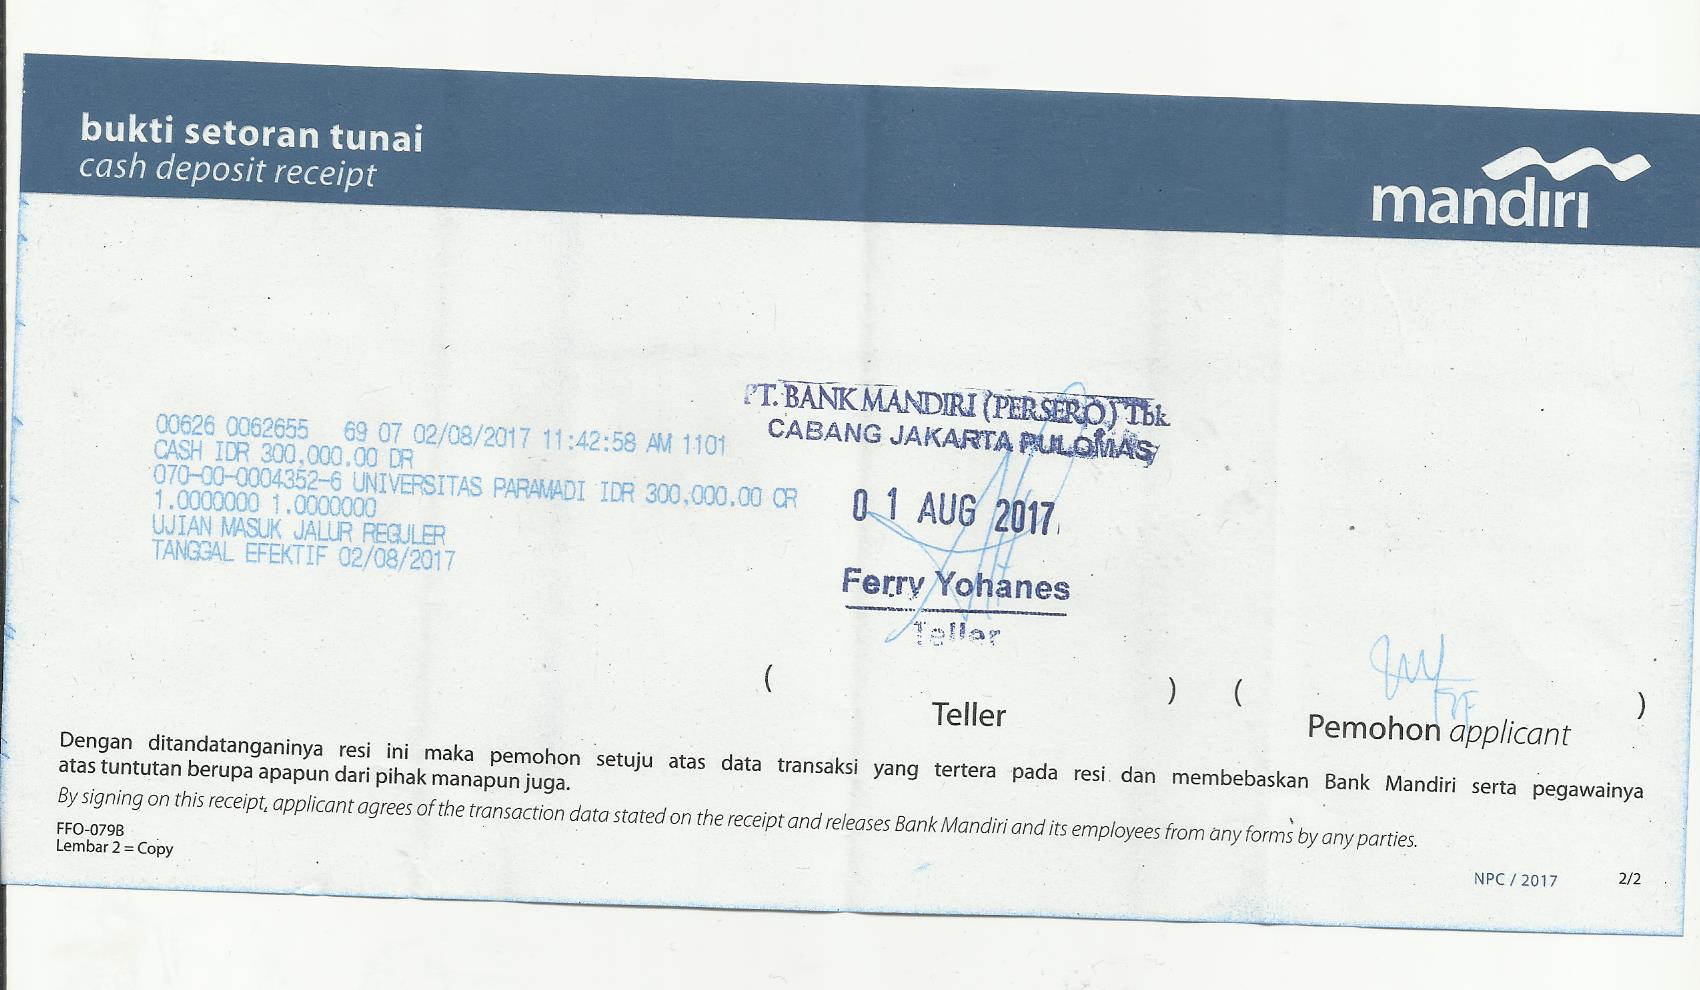 bukti setoran tunai
cash deposit receipt
mandırı
PT. BANK MANDIRI (PERSERO) Tbk
CABANG JAKARTA PULOMAS
00626 0062655 69 07 02/08/2017 11:42:58 AM 1101
CASH IDR 300,000.00 DR
070-00-0004352-6 UNIVERSITAS PARAMADI IDR 300,000.00 CR
1.0000000 1.0000000
UJIAN MASUK JALUR REGULER
TANGGAL EFEKTIF 02/08/2017
0 1 AUG 2017
Ferry Yohanes
Teller
( ) ( )
Teller
Pemohon applicant
Dengan ditandatanganinya resi ini maka pemohon setuju atas data transaksi yang tertera pada resi dan membebaskan Bank Mandiri serta pegawainya
atas tuntutan berupa apapun dari pihak manapun juga.
By signing on this receipt, applicant agrees of the transaction data stated on the receipt and releases Bank Mandiri and its employees from any forms by any parties.
FFO-079B
Lembar 2 = Copy
NPC / 2017 2/2